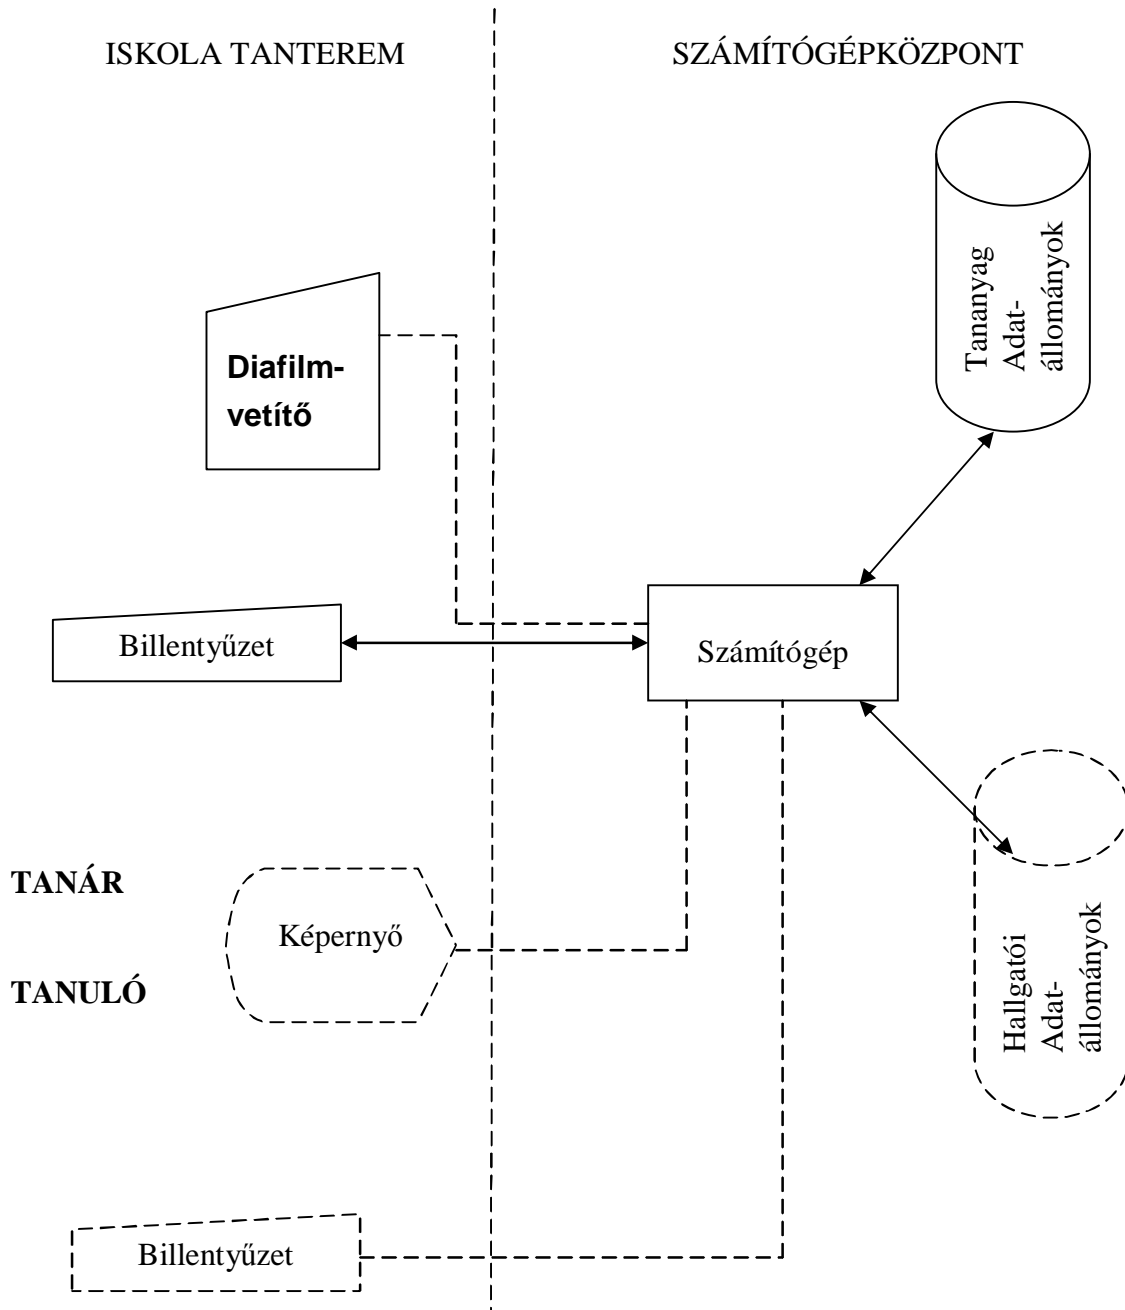 ISKOLA TANTEREM
SZÁMÍTÓGÉPKÖZPONT
Tananyag
Adat-
állományok
Diafilm-
vetítő
Billentyűzet
Számítógép
TANÁR
Képernyő
TANULÓ
Hallgatói
Adat-
állományok
Billentyűzet